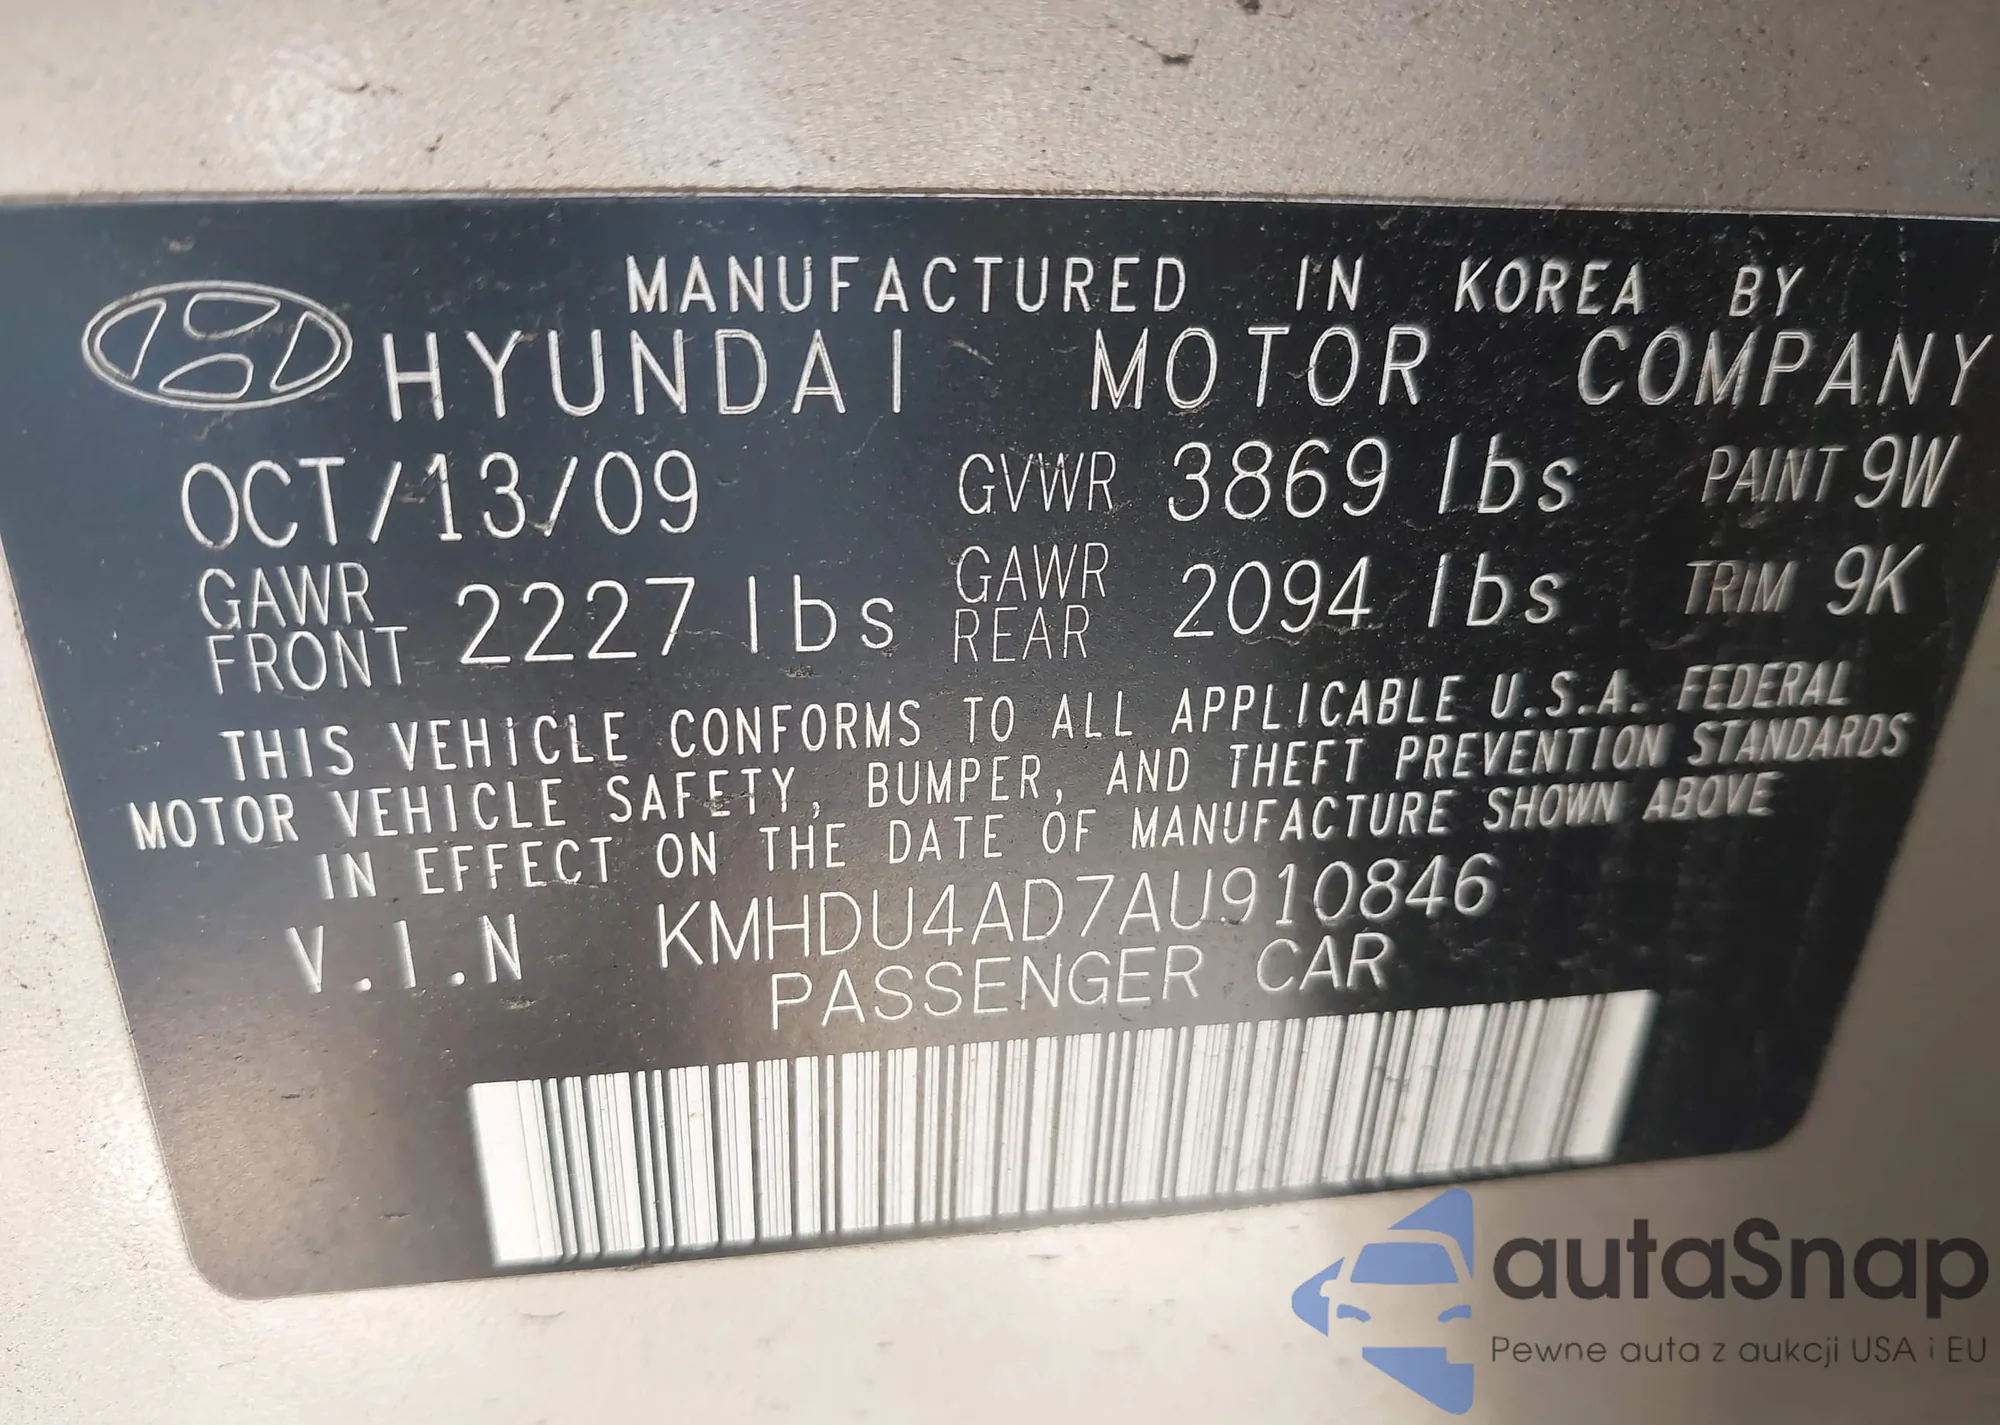 MANUFACTURED IN KOREA BY
HYUNDAI MOTOR COMPANY
OCT/13/09 GVWR 3869 lbs PAINT 9W
GAWR FRONT 2227 lbs GAWR REAR 2094 lbs TRIM 9K
THIS VEHICLE CONFORMS TO ALL APPLICABLE U.S.A. FEDERAL
MOTOR VEHICLE SAFETY, BUMPER, AND THEFT PREVENTION STANDARDS
IN EFFECT ON THE DATE OF MANUFACTURE SHOWN ABOVE
V.I.N KMHDU4AD7AU910846
PASSENGER CAR
autaSnap
Pewne auta z aukcji USA i EU